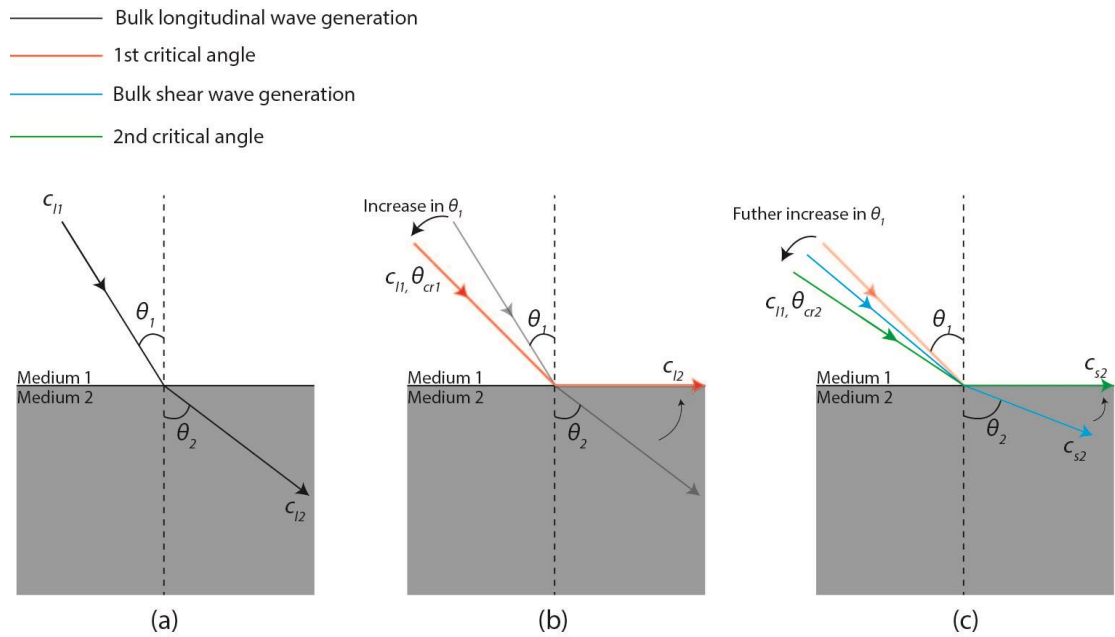 Bulk longitudinal wave generation
1st critical angle
Bulk shear wave generation
2nd critical angle
c_l1
θ_1
Medium 1
Medium 2
θ_2
c_l2
(a)
Increase in θ_1
c_l1, θ_cr1
θ_1
c_l2
Medium 1
Medium 2
θ_2
(b)
Futher increase in θ_1
c_l1, θ_cr2
θ_1
c_s2
Medium 1
Medium 2
θ_2
c_s2
(c)